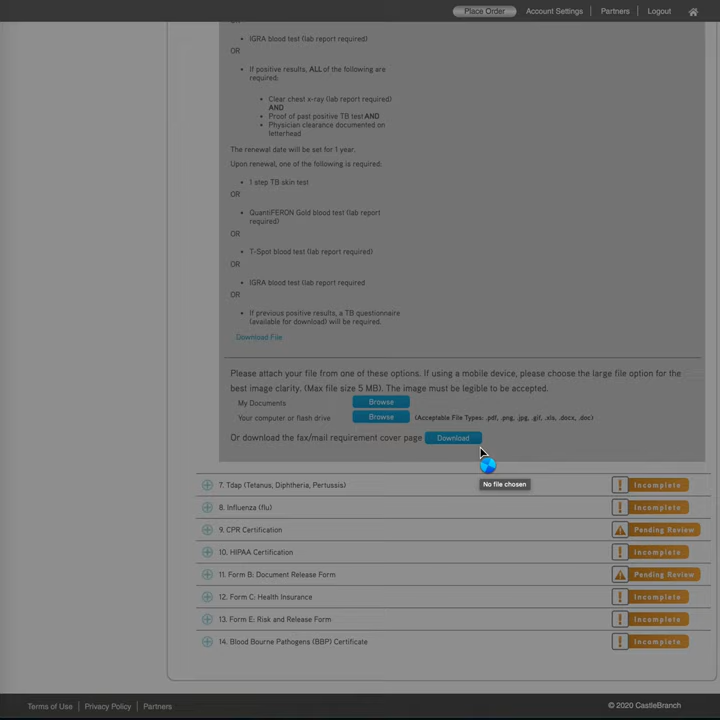 Place Order Account Settings Partners Logout
IGRA blood test (lab report required)
OR
If positive results, ALL of the following are
required:
Clear chest x-ray (lab report required)
AND
Proof of past positive TB test AND
Physician clearance documented on
letterhead
The renewal date will be set for 1 year.
Upon renewal, one of the following is required:
1 step TB skin test
OR
QuantiFERON Gold blood test (lab report
required)
OR
T-Spot blood test (lab report required)
OR
IGRA blood test (lab report required
OR
If previous positive results, a TB questionnaire
(available for download) will be required.
Download File
Please attach your file from one of these options. If using a mobile device, please choose the large file option for the
best image clarity. (Max file size 5 MB). The image must be legible to be accepted.
My Documents Browse
Your computer or flash drive Browse (Acceptable File Types: .pdf, .png, .jpg, .gif, .xls, .docx, .doc)
Or download the fax/mail requirement cover page Download
No file chosen
7. Tdap (Tetanus, Diphtheria, Pertussis) Incomplete
8. Influenza (flu) Incomplete
9. CPR Certification Pending Review
10. HIPAA Certification Incomplete
11. Form B: Document Release Form Pending Review
12. Form C: Health Insurance Incomplete
13. Form E: Risk and Release Form Incomplete
14. Blood Bourne Pathogens (BBP) Certificate Incomplete
Terms of Use Privacy Policy Partners © 2020 CastleBranch